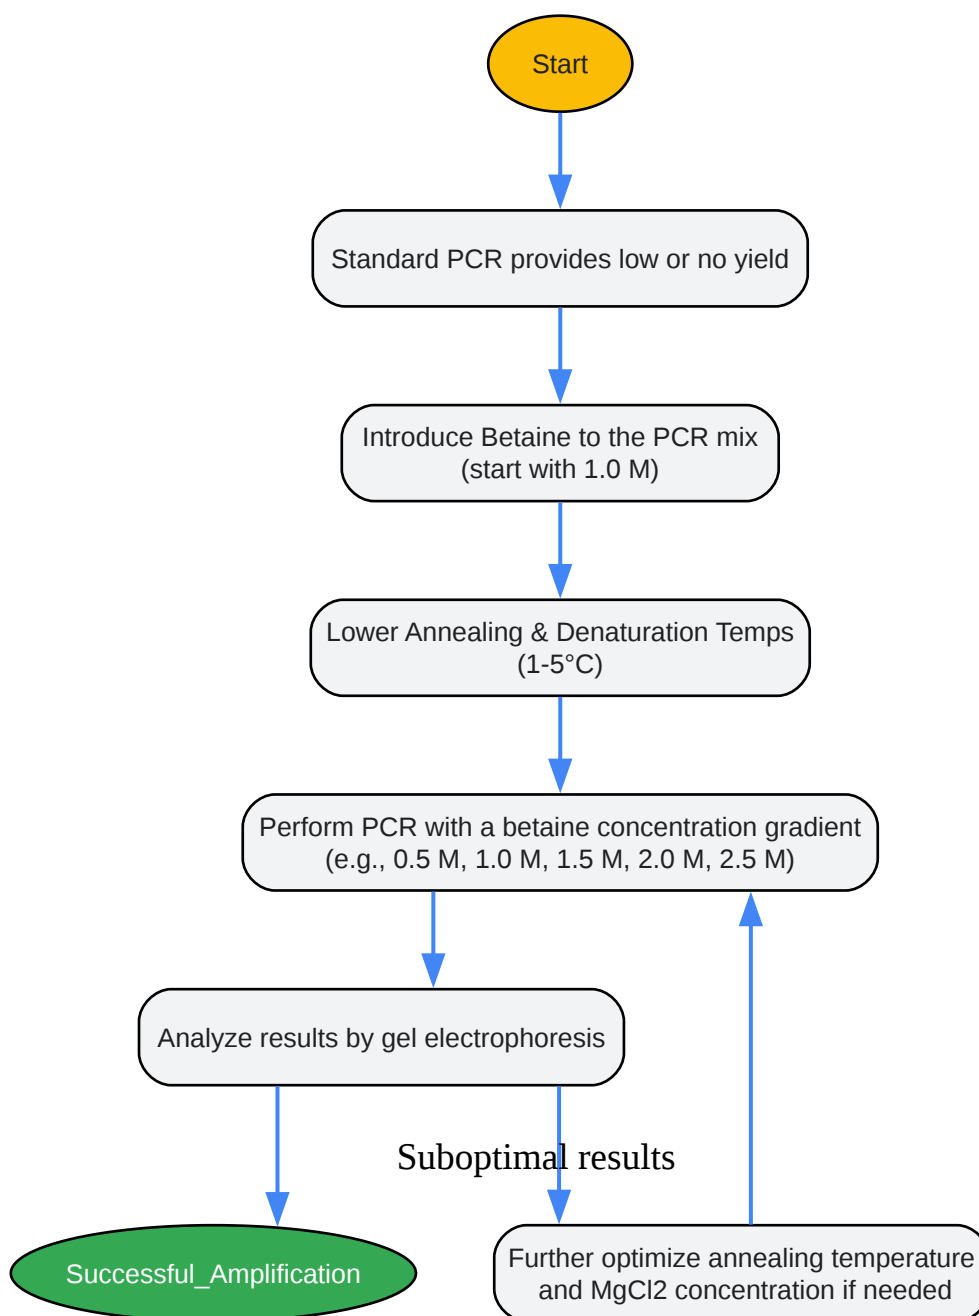 Start
Standard PCR provides low or no yield
Introduce Betaine to the PCR mix
(start with 1.0 M)
Lower Annealing & Denaturation Temps
(1-5°C)
Perform PCR with a betaine concentration gradient
(e.g., 0.5 M, 1.0 M, 1.5 M, 2.0 M, 2.5 M)
Analyze results by gel electrophoresis
Suboptimal results
Successful_Amplification
Further optimize annealing temperature
and MgCl2 concentration if needed